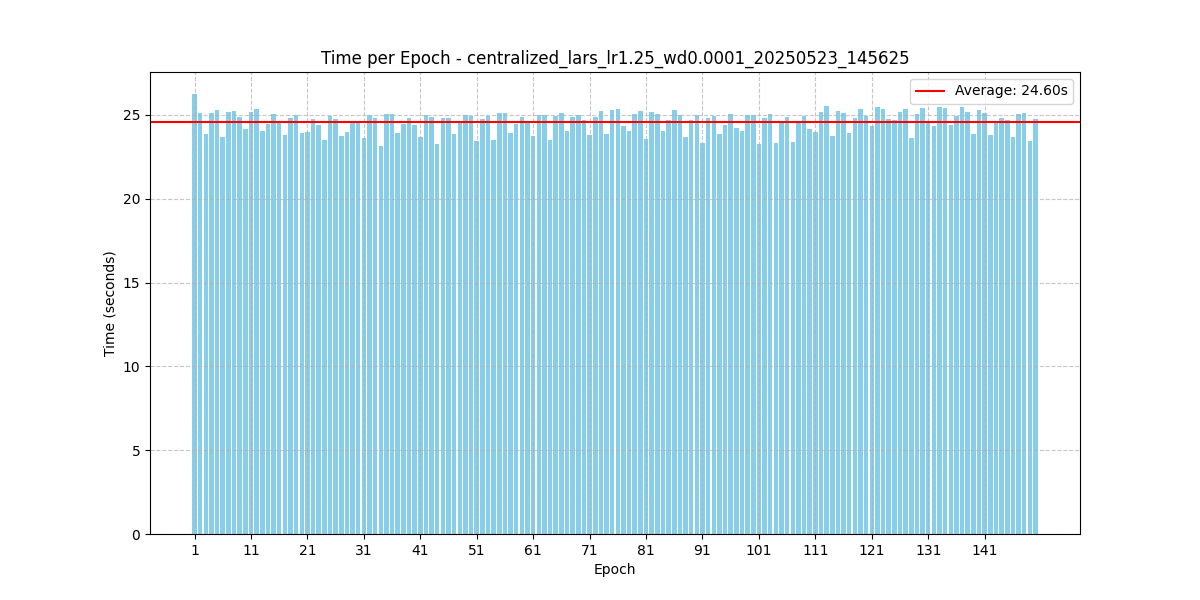 Time per Epoch - centralized_lars_lr1.25_wd0.0001_20250523_145625
Average: 24.60s
25
20
15
10
5
0
Time (seconds)
1 11 21 31 41 51 61 71 81 91 101 111 121 131 141
Epoch